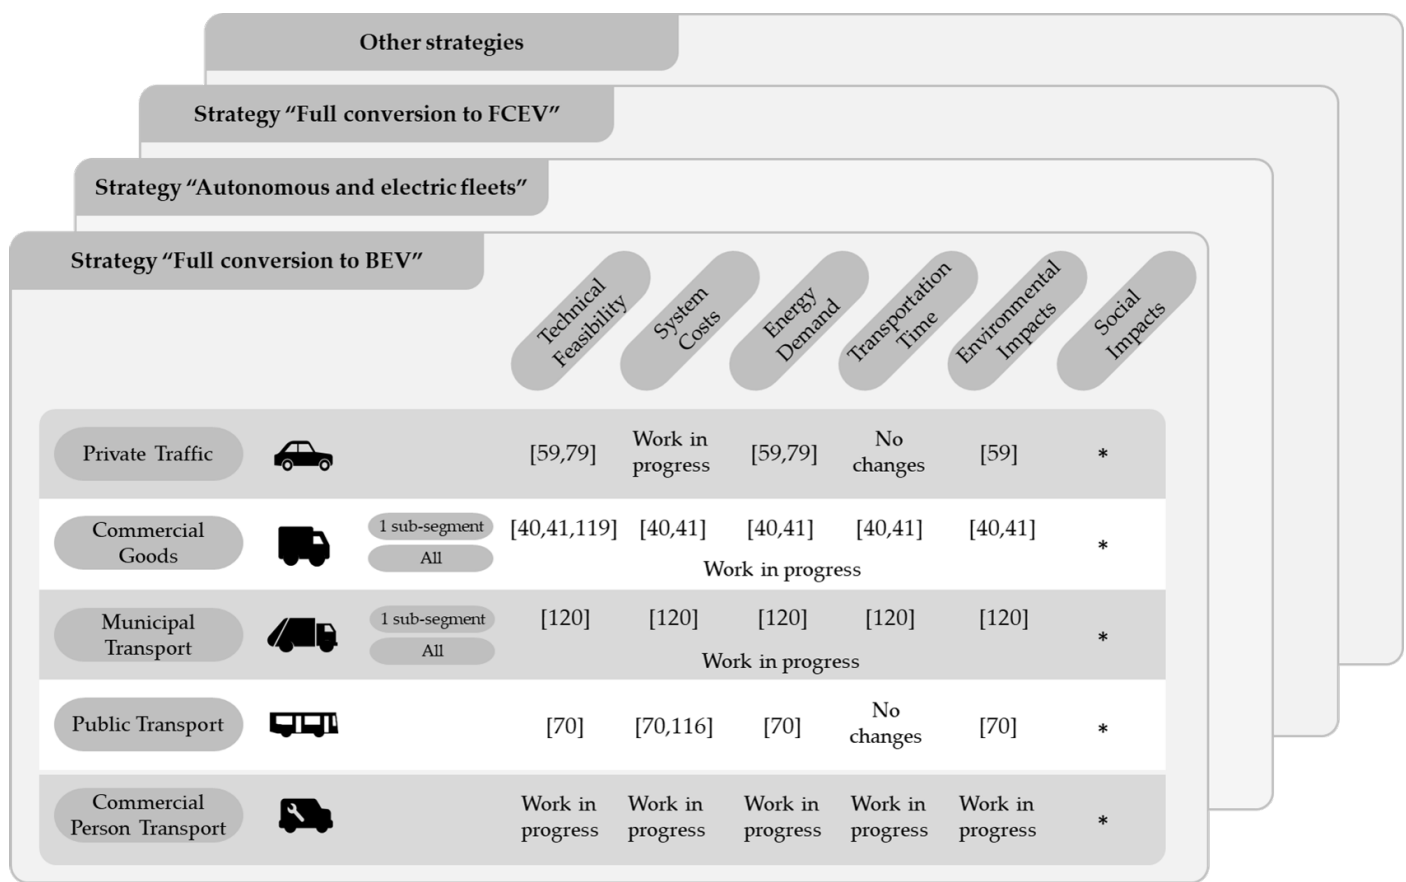 Other strategies
Strategy “Full conversion to FCEV”
Strategy “Autonomous and electric fleets”
Strategy “Full conversion to BEV”
Technical
Feasibility
System
Costs
Energy
Demand
Transportation
Time
Environmental
Impacts
Social
Impacts
Private Traffic
[59,79]
Work in
progress
[59,79]
No
changes
[59]
*
Commercial
Goods
1 sub-segment
[40,41,119]
[40,41]
[40,41]
[40,41]
[40,41]
*
All
Work in progress
Municipal
Transport
1 sub-segment
[120]
[120]
[120]
[120]
[120]
*
All
Work in progress
Public Transport
[70]
[70,116]
[70]
No
changes
[70]
*
Commercial
Person Transport
Work in
progress
Work in
progress
Work in
progress
Work in
progress
Work in
progress
*